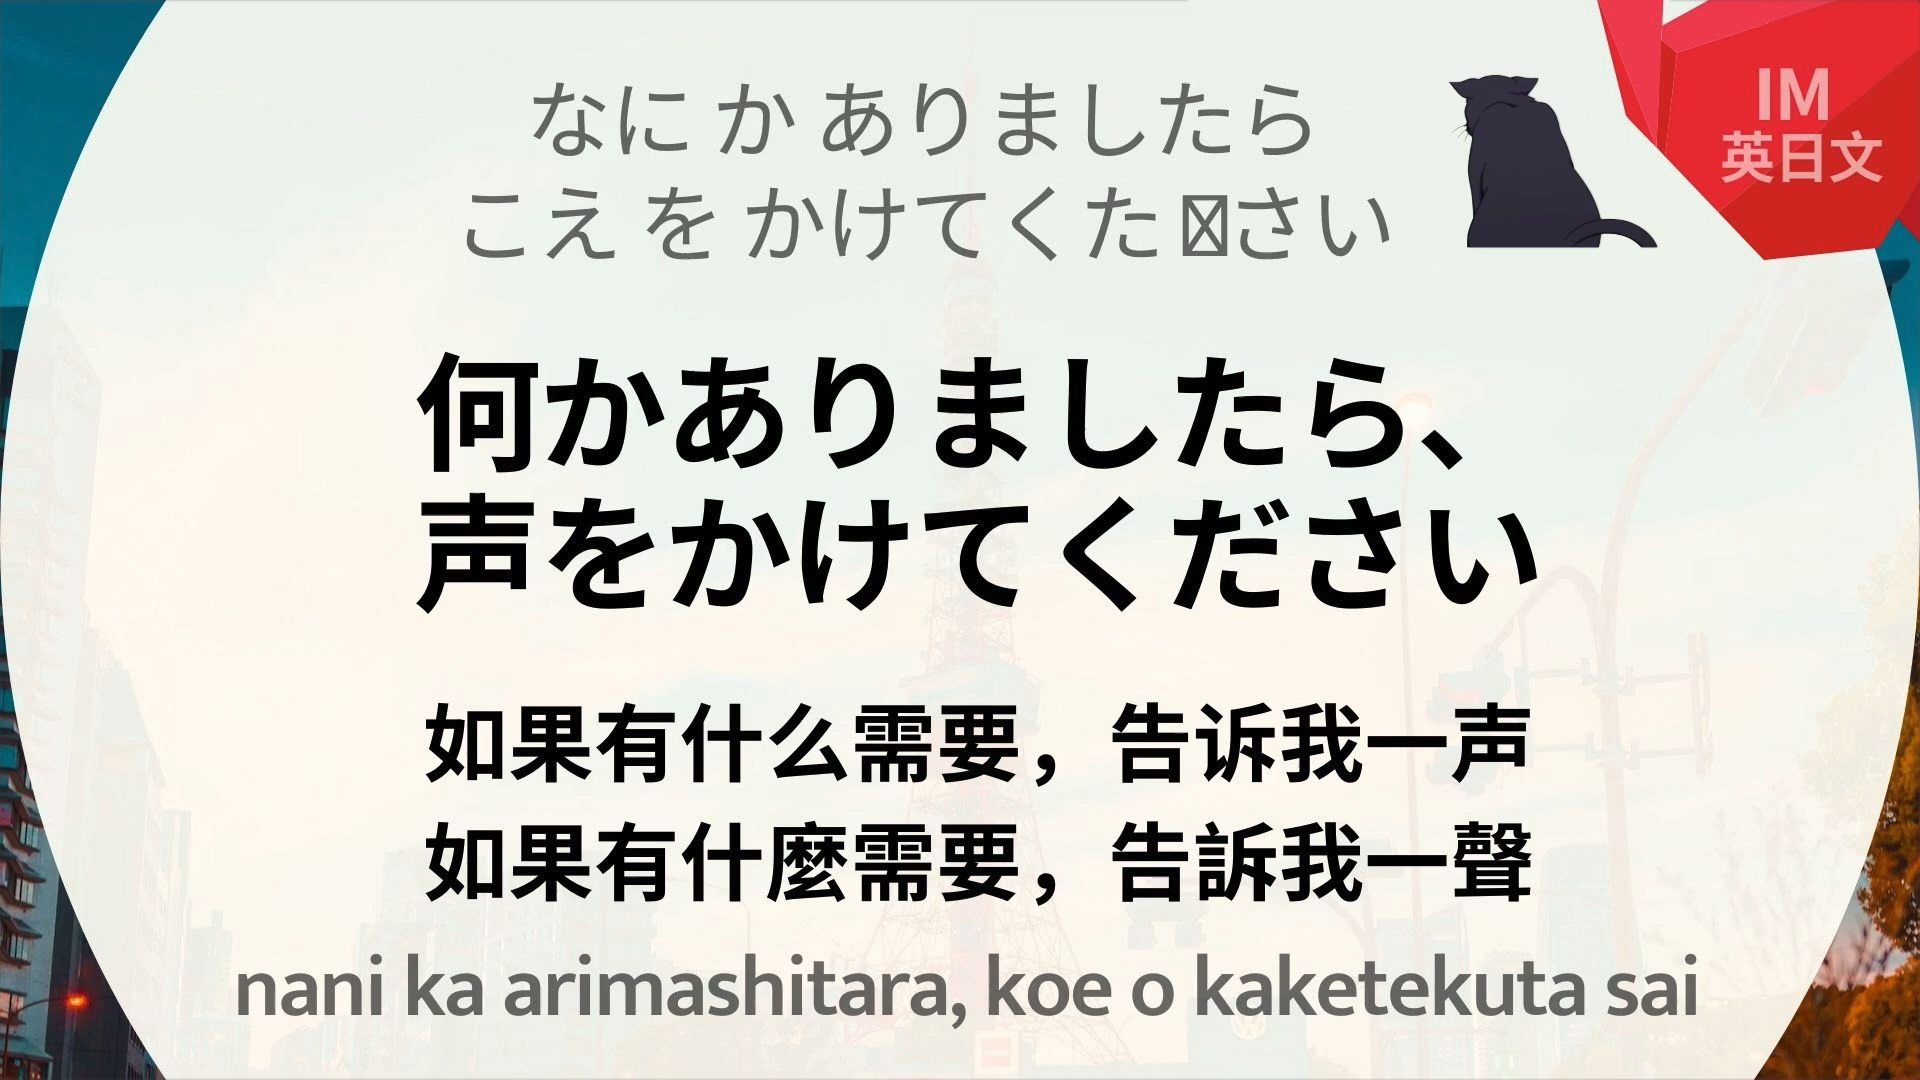 なに か ありましたら
こえ を かけてください
何かありましたら、
声をかけてください
如果有什么需要，告诉我一声
如果有什麼需要，告訴我一聲
nani ka arimashitara, koe o kaketekuta sai
IM
英日文